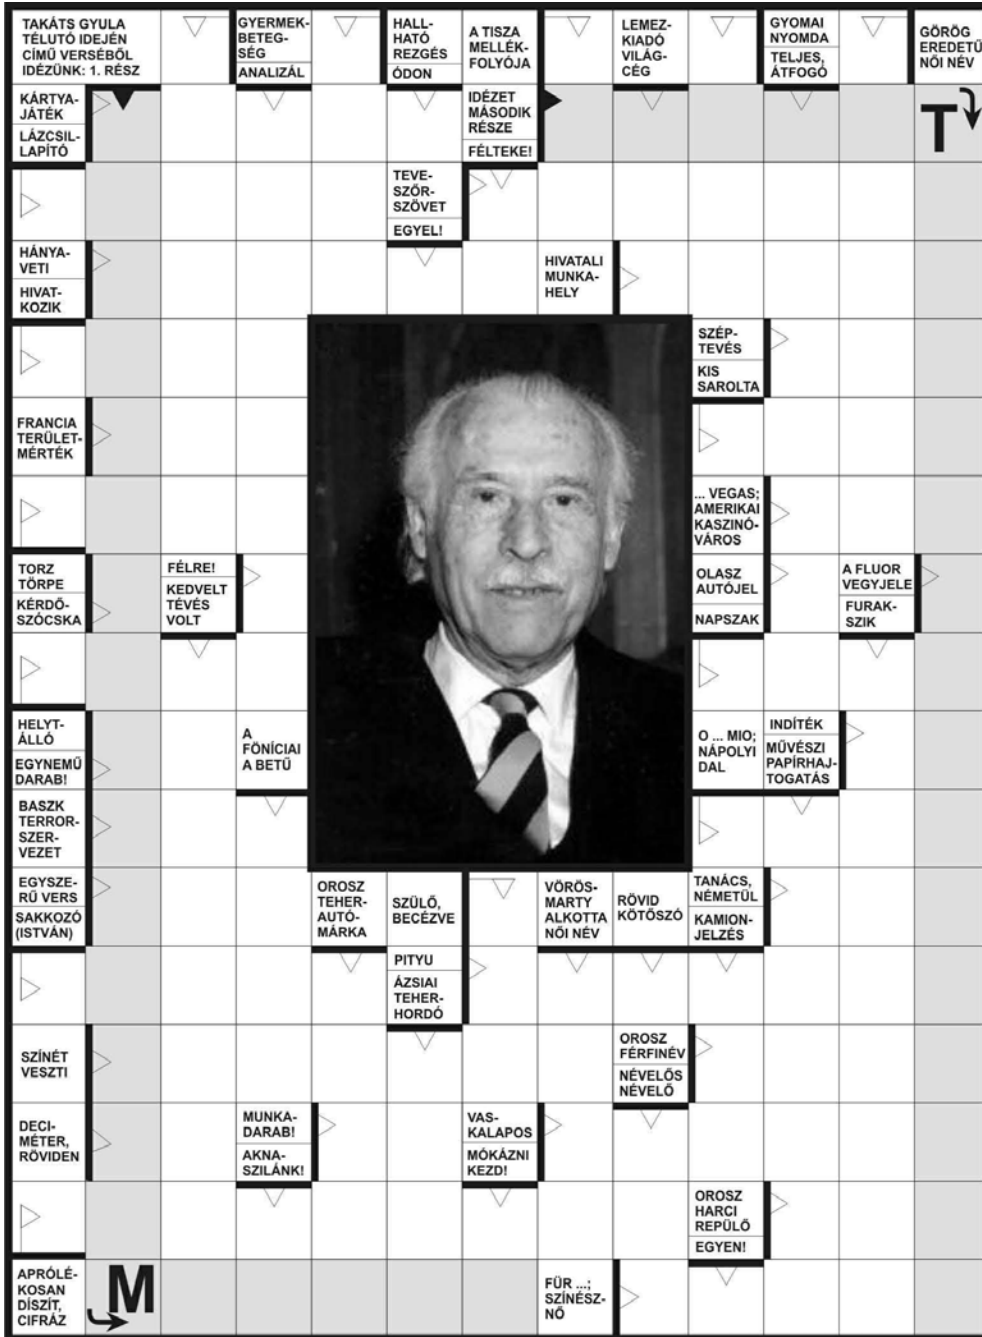 TAKÁTS GYULA
TÉLUTÓ IDEJÉN
CÍMŰ VERSÉBŐL
IDÉZÜNK: 1. RÉSZ
GYERMEK-
BETEG-
SÉG
ANALIZÁL
HALL-
HATÓ
REZGÉS
ÓDON
A TISZA
MELLÉK-
FOLYÓJA
LEMEZ-
KIADÓ
VILÁG-
CÉG
GYOMAI
NYOMDA
TELJES,
ÁTFOGÓ
GÖRÖG
EREDETŰ
NŐI NÉV
KÁRTYA-
JÁTÉK
LÁZCSIL-
LAPÍTÓ
IDÉZET
MÁSODIK
RÉSZE
FÉLTEKE!
T
TEVE-
SZŐR-
SZÖVET
EGYEL!
HÁNYA-
VETI
HIVAT-
KOZIK
HIVATALI
MUNKA-
HELY
SZÉP-
TEVÉS
KIS
SAROLTA
FRANCIA
TERÜLET-
MÉRTÉK
... VEGAS;
AMERIKAI
KASZINÓ-
VÁROS
TORZ
TÖRPE
KÉRDŐ-
SZÓCSKA
FÉLRE!
KEDVELT
TÉVÉS
VOLT
OLASZ
AUTÓJEL
NAPSZAK
A FLUOR
VEGYJELE
FURAK-
SZIK
HELYT-
ÁLLÓ
EGYNEMŰ
DARAB!
A
FÖNÍCIAI
A BETŰ
O ... MIO;
NÁPOLYI
DAL
INDÍTÉK
MŰVÉSZI
PAPÍRHAJ-
TOGATÁS
BASZK
TERROR-
SZER-
VEZET
EGYSZE-
RŰ VERS
SAKKOZÓ
(ISTVÁN)
OROSZ
TEHER-
AUTÓ-
MÁRKA
SZÜLŐ,
BECÉZVE
VÖRÖS-
MARTY
ALKOTTA
NŐI NÉV
RÖVID
KÖTŐSZÓ
TANÁCS,
NÉMETÜL
KAMION-
JELZÉS
PITYU
ÁZSIAI
TEHER-
HORDÓ
SZÍNÉT
VESZTI
OROSZ
FÉRFINÉV
NÉVELŐS
NÉVELŐ
DECI-
MÉTER,
RÖVIDEN
MUNKA-
DARAB!
AKNA-
SZILÁNK!
VAS-
KALAPOS
MÓKÁZNI
KEZD!
OROSZ
HARCI
REPÜLŐ
EGYEN!
APRÓLÉ-
KOSAN
DÍSZÍT,
CIFRÁZ
M
FÜR ...;
SZÍNÉSZ-
NŐ